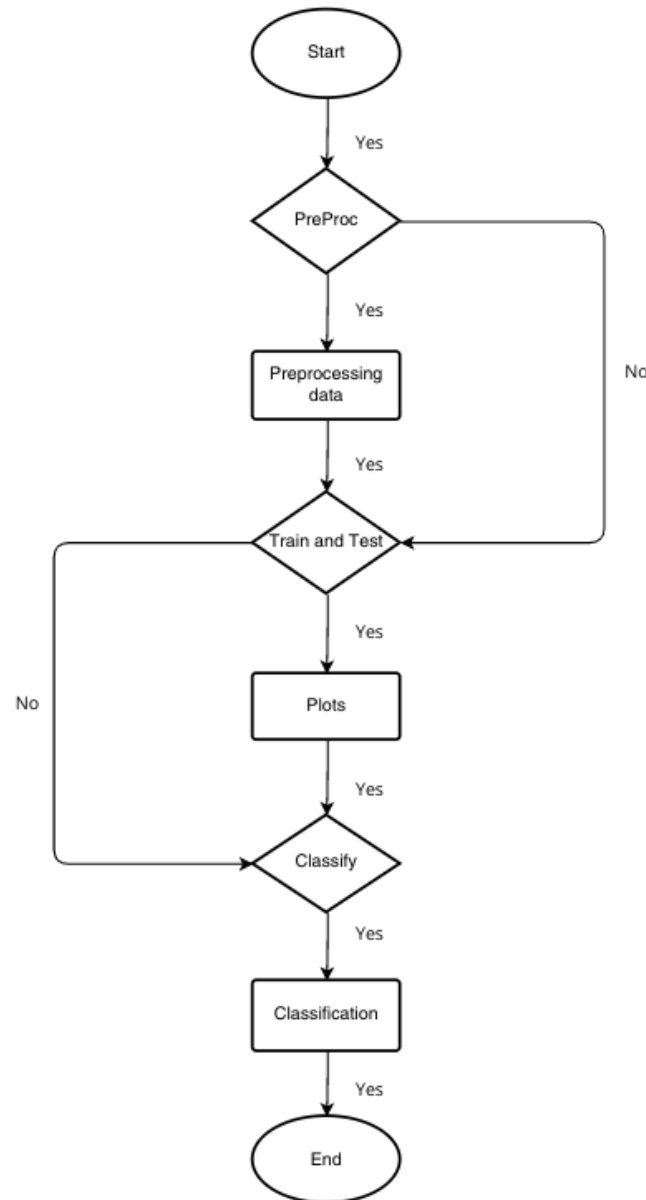 Start
Yes
PreProc
Yes
No
Preprocessing
data
Yes
Train and Test
Yes
No
Plots
Yes
Classify
Yes
Classification
Yes
End